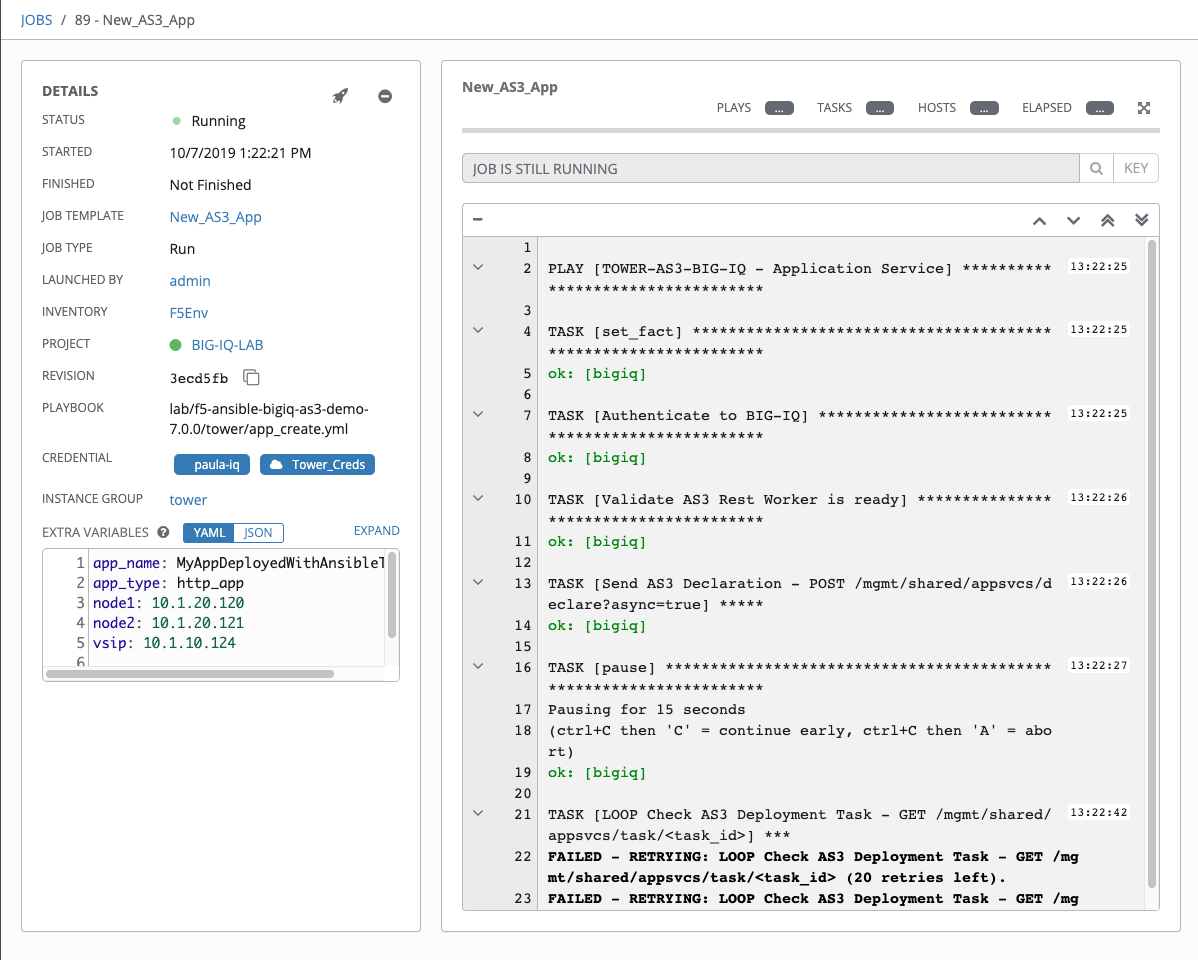 JOBS / 89 - New_AS3_App
DETAILS
STATUS Running
STARTED 10/7/2019 1:22:21 PM
FINISHED Not Finished
JOB TEMPLATE New_AS3_App
JOB TYPE Run
LAUNCHED BY admin
INVENTORY F5Env
PROJECT BIG-IQ-LAB
REVISION 3ecd5fb
PLAYBOOK lab/f5-ansible-bigiq-as3-demo-
7.0.0/tower/app_create.yml
CREDENTIAL paula-iq Tower_Creds
INSTANCE GROUP tower
EXTRA VARIABLES ? YAML JSON EXPAND
1 app_name: MyAppDeployedWithAnsibleT
2 app_type: http_app
3 node1: 10.1.20.120
4 node2: 10.1.20.121
5 vsip: 10.1.10.124
6
New_AS3_App
PLAYS ... TASKS ... HOSTS ... ELAPSED ...
JOB IS STILL RUNNING KEY
1
2 PLAY [TOWER-AS3-BIG-IQ - Application Service] ********** 13:22:25
************************
3
4 TASK [set_fact] **************************************** 13:22:25
************************
5 ok: [bigiq]
6
7 TASK [Authenticate to BIG-IQ] ************************** 13:22:25
************************
8 ok: [bigiq]
9
10 TASK [Validate AS3 Rest Worker is ready] *************** 13:22:26
************************
11 ok: [bigiq]
12
13 TASK [Send AS3 Declaration - POST /mgmt/shared/appsvcs/d 13:22:26
eclare?async=true] *****
14 ok: [bigiq]
15
16 TASK [pause] ******************************************* 13:22:27
************************
17 Pausing for 15 seconds
18 (ctrl+C then 'C' = continue early, ctrl+C then 'A' = abo
rt)
19 ok: [bigiq]
20
21 TASK [LOOP Check AS3 Deployment Task - GET /mgmt/shared/ 13:22:42
appsvcs/task/<task_id>] ***
22 FAILED - RETRYING: LOOP Check AS3 Deployment Task - GET /mg
mt/shared/appsvcs/task/<task_id> (20 retries left).
23 FAILED - RETRYING: LOOP Check AS3 Deployment Task - GET /mg